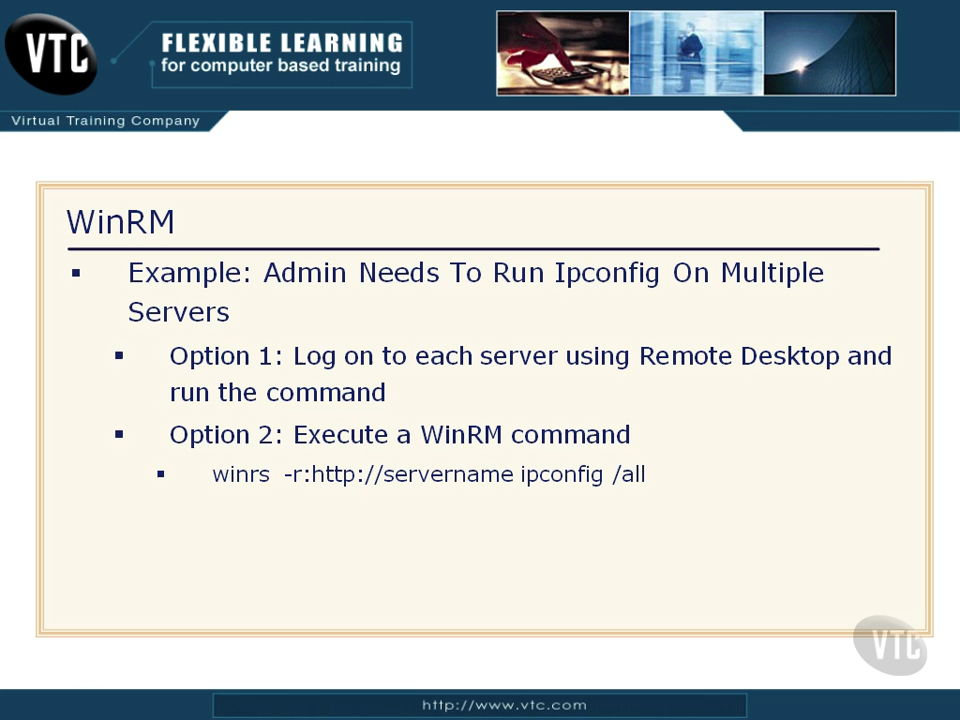 VTC
FLEXIBLE LEARNING
for computer based training
Virtual Training Company
WinRM
▪ Example: Admin Needs To Run Ipconfig On Multiple
Servers
▪ Option 1: Log on to each server using Remote Desktop and
run the command
▪ Option 2: Execute a WinRM command
▪ winrs -r:http://servername ipconfig /all
VTC
http://www.vtc.com